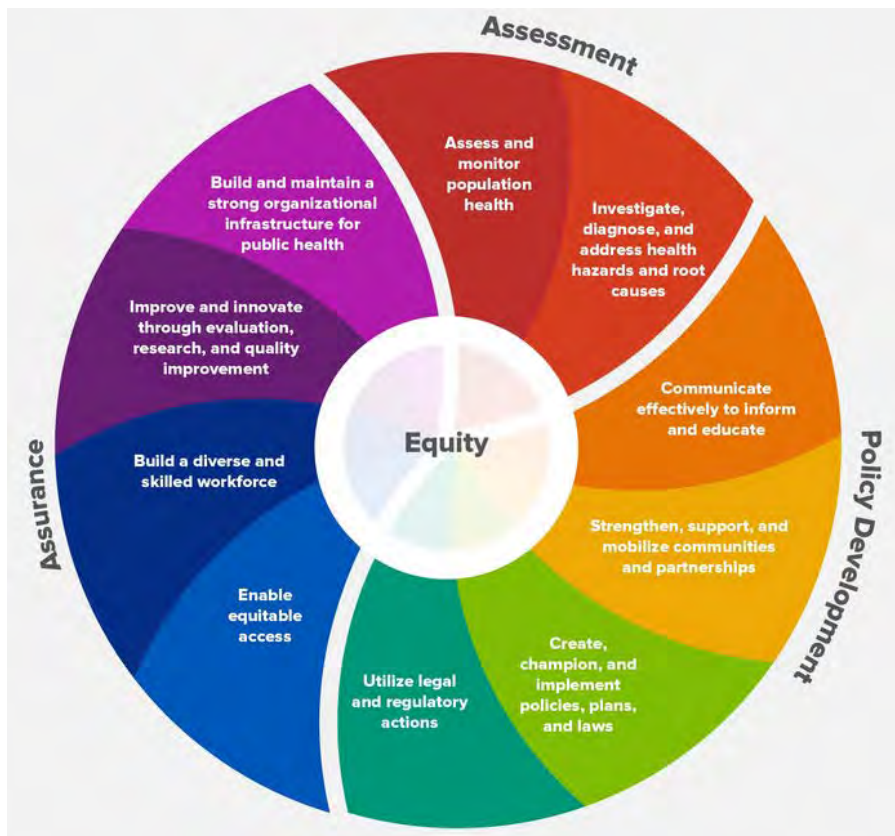 Assessment
Assess and
monitor
population
health
Investigate,
diagnose, and
address health
hazards and root
causes
Policy Development
Communicate
effectively to inform
and educate
Strengthen, support, and
mobilize communities
and partnerships
Create,
champion, and
implement
policies, plans,
and laws
Utilize legal
and regulatory
actions
Assurance
Enable
equitable
access
Build a diverse and
skilled workforce
Improve and innovate
through evaluation,
research, and quality
improvement
Build and maintain a
strong organizational
infrastructure for
public health
Equity